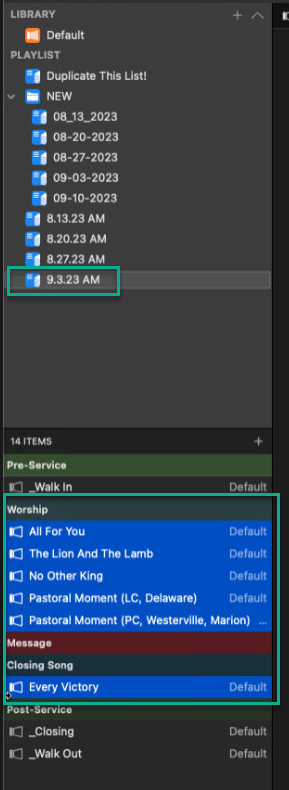 LIBRARY
Default
PLAYLIST
Duplicate This List!
NEW
08_13_2023
08-20-2023
08-27-2023
09-03-2023
09-10-2023
8.13.23 AM
8.20.23 AM
8.27.23 AM
9.3.23 AM
14 ITEMS
Pre-Service
_Walk In Default
Worship
All For You Default
The Lion And The Lamb Default
No Other King Default
Pastoral Moment (LC, Delaware) Default
Pastoral Moment (PC, Westerville, Marion) ...
Message
Closing Song
Every Victory Default
Post-Service
_Closing Default
_Walk Out Default